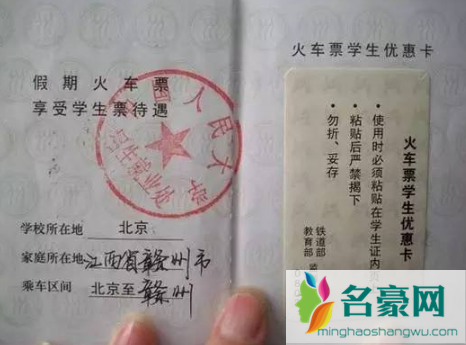 假期火车票
享受学生票待遇
人民大学
学校所在地 北京
家庭所在地 江西省赣州市
乘车区间 北京至赣州
火车票学生优惠卡
火车票学生优惠卡
•使用时必须粘贴在学生证内
•粘贴后严禁揭下
•勿折、妥存
铁道部
教育部
名豪网
minghaoshangwu.com